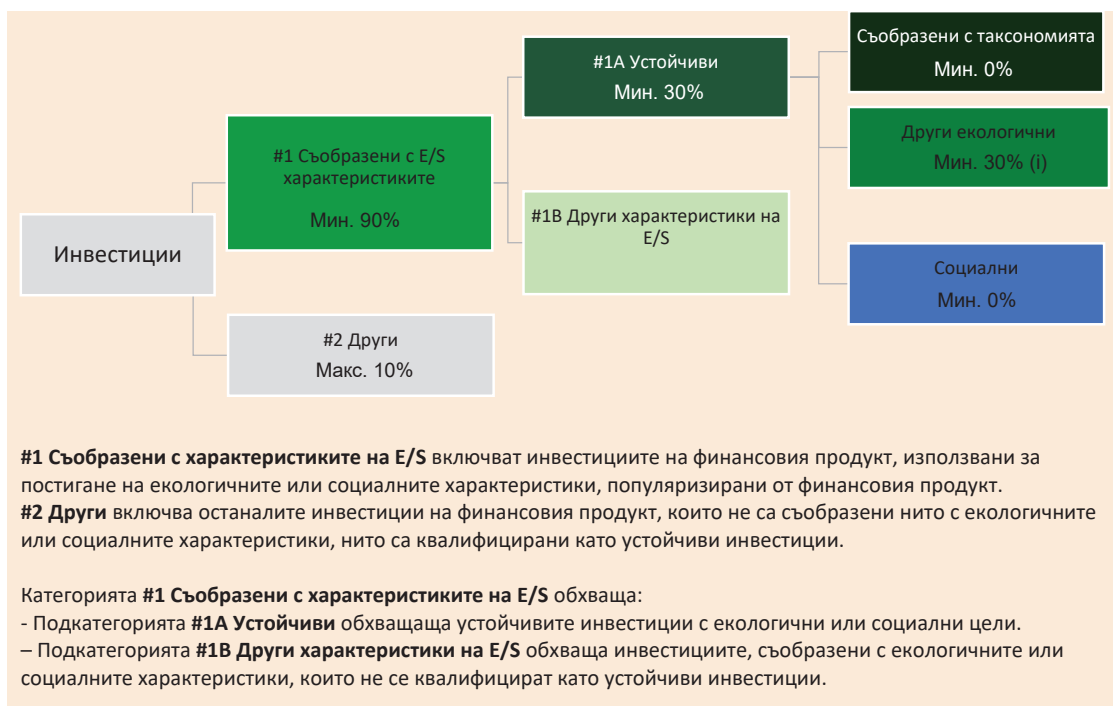 Инвестиции
#1 Съобразени с E/S
характеристиките
Мин. 90%
#2 Други
Макс. 10%
#1A Устойчиви
Мин. 30%
#1B Други характеристики на
E/S
Съобразени с таксономията
Мин. 0%
Други екологични
Мин. 30% (i)
Социални
Мин. 0%
#1 Съобразени с характеристиките на E/S включват инвестициите на финансовия продукт, използвани за
постигане на екологичните или социалните характеристики, популяризирани от финансовия продукт.
#2 Други включва останалите инвестиции на финансовия продукт, които не са съобразени нито с екологичните
или социалните характеристики, нито са квалифицирани като устойчиви инвестиции.
Категорията #1 Съобразени с характеристиките на E/S обхваща:
- Подкатегорията #1A Устойчиви обхващаща устойчивите инвестиции с екологични или социални цели.
– Подкатегорията #1B Други характеристики на E/S обхваща инвестициите, съобразени с екологичните или
социалните характеристики, които не се квалифицират като устойчиви инвестиции.